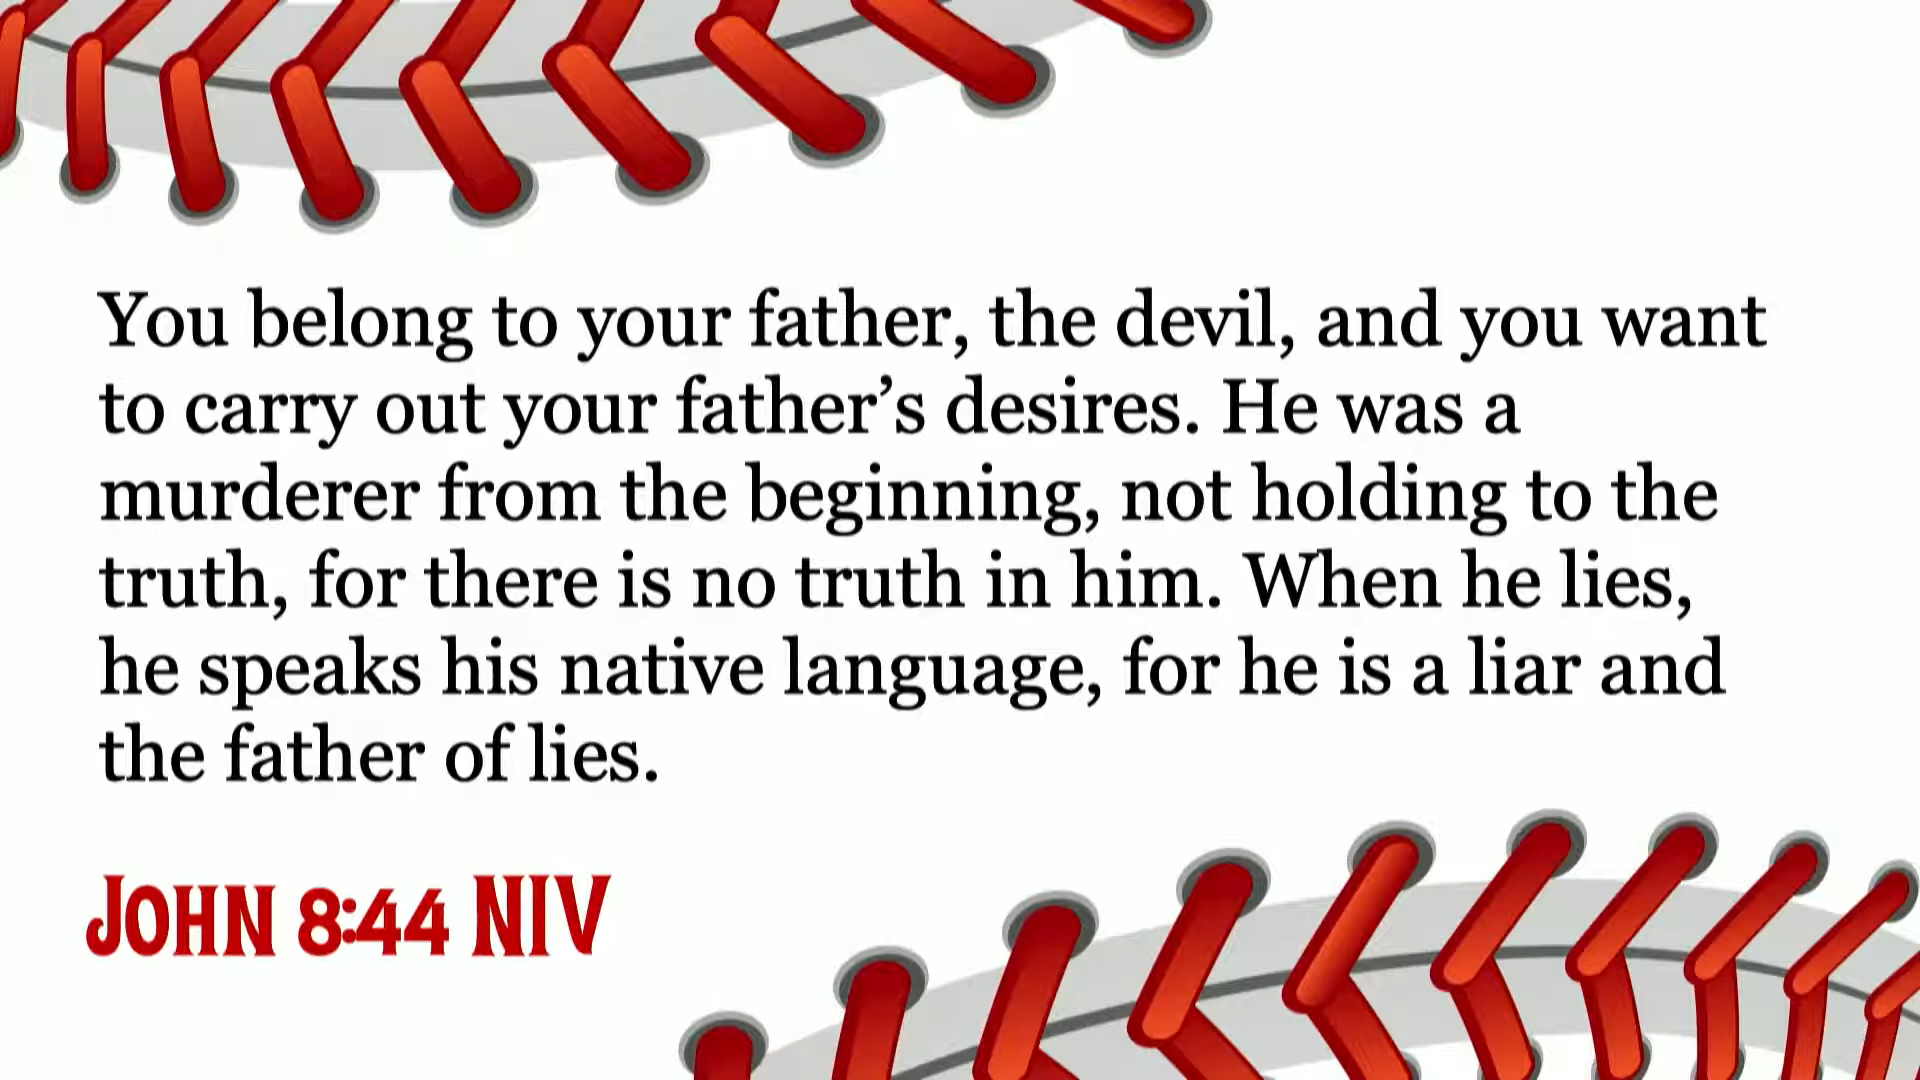 You belong to your father, the devil, and you want
to carry out your father’s desires. He was a
murderer from the beginning, not holding to the
truth, for there is no truth in him. When he lies,
he speaks his native language, for he is a liar and
the father of lies.
JOHN 8:44 NIV